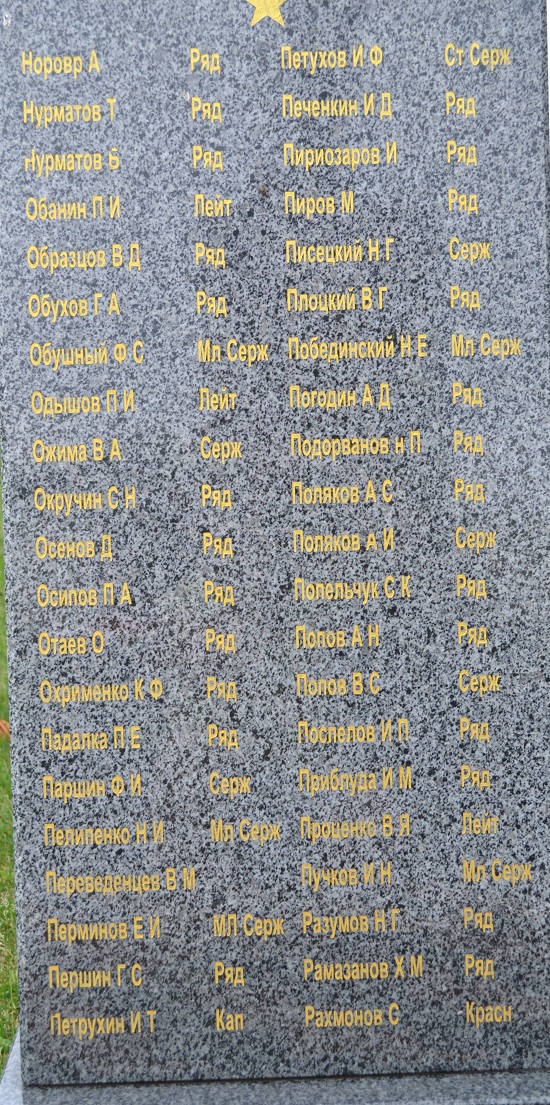 Норовр А Ряд Петухов И Ф Ст Серж
Нурматов Т Ряд Печенкин И Д Ряд
Нурматов Б Ряд Пириозаров И Ряд
Обанин П И Лейт Пиров М Ряд
Образцов В Д Ряд Писецкий Н Г Серж
Обухов Г А Ряд Плоцкий В Г Ряд
Обушный Ф С Мл Серж Побединский Н Е Мл Серж
Одышов П И Лейт Погодин А Д Ряд
Ожима В А Серж Подорванов н П Ряд
Окручин С Н Ряд Поляков А С Ряд
Осенов Д Ряд Поляков А И Серж
Осипов П А Ряд Попельчук С К Ряд
Отаев О Ряд Попов А Н Ряд
Охрименко К Ф Ряд Попов В С Серж
Падалка П Е Ряд Поспелов И П Ряд
Паршин Ф И Серж Приблуда И М Ряд
Пелипенко Н И Мл Серж Проценко В Я Лейт
Переведенцев В М Пучков И Н Мл Серж
Перминов Е И МЛ Серж Разумов Н Г Ряд
Першин Г С Ряд Рамазанов Х М Ряд
Петрухин И Т Кап Рахмонов С Красн